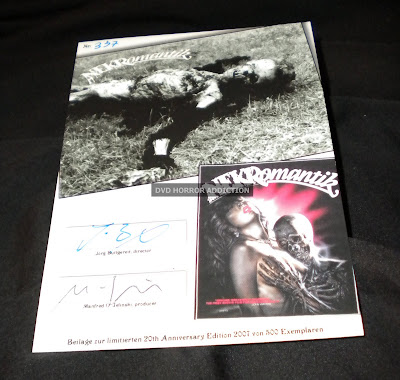 Nr. 337
NEKRomantik
DVD HORROR ADDICTION
NEKRomantik
Jörg Buttgereit, director
Manfred O. Jelinski, producer
Beilage zur limitierten 20th Anniversary Edition 2007 von 500 Exemplaren